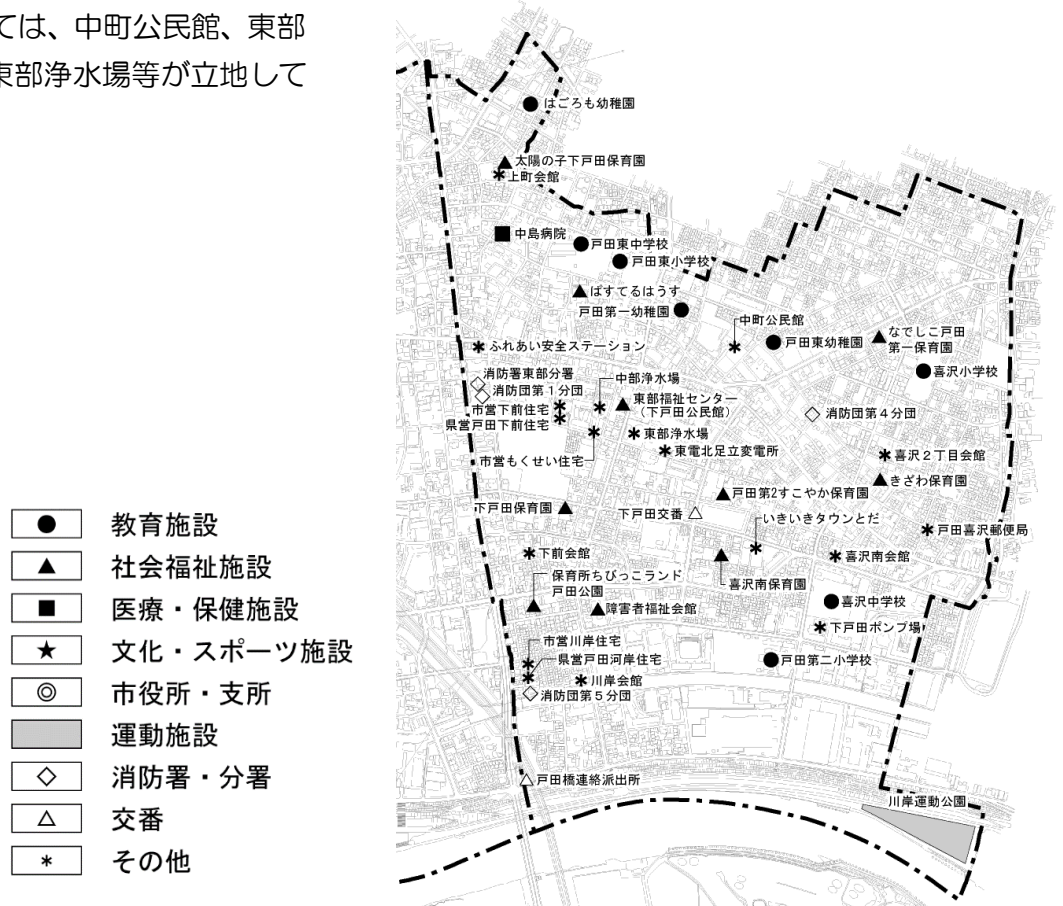 ては、中町公民館、東部
東部浄水場等が立地して
はごろも幼稚園
太陽の子下戸田保育園
上町会館
中島病院
戸田東中学校
戸田東小学校
ぱすてるはうす
戸田第一幼稚園
中町公民館
戸田東幼稚園
なでしこ戸田
第一保育園
喜沢小学校
ふれあい安全ステーション
消防署東部分署
消防団第1分団
市営下前住宅
県営戸田下前住宅
中部浄水場
東部福祉センター
(下戸田公民館)
消防団第4分団
東部浄水場
東電北足立変電所
市営もくせい住宅
喜沢2丁目会館
きざわ保育園
戸田第2すこやか保育園
下戸田保育園
下戸田交番
いきいきタウンとだ
戸田喜沢郵便局
下前会館
喜沢南会館
保育所ちびっこランド
戸田公園
喜沢南保育園
障害者福祉会館
喜沢中学校
下戸田ポンプ場
市営川岸住宅
県営戸田河岸住宅
戸田第二小学校
川岸会館
消防団第5分団
戸田橋連絡派出所
川岸運動公園
教育施設
社会福祉施設
医療・保健施設
文化・スポーツ施設
市役所・支所
運動施設
消防署・分署
交番
その他